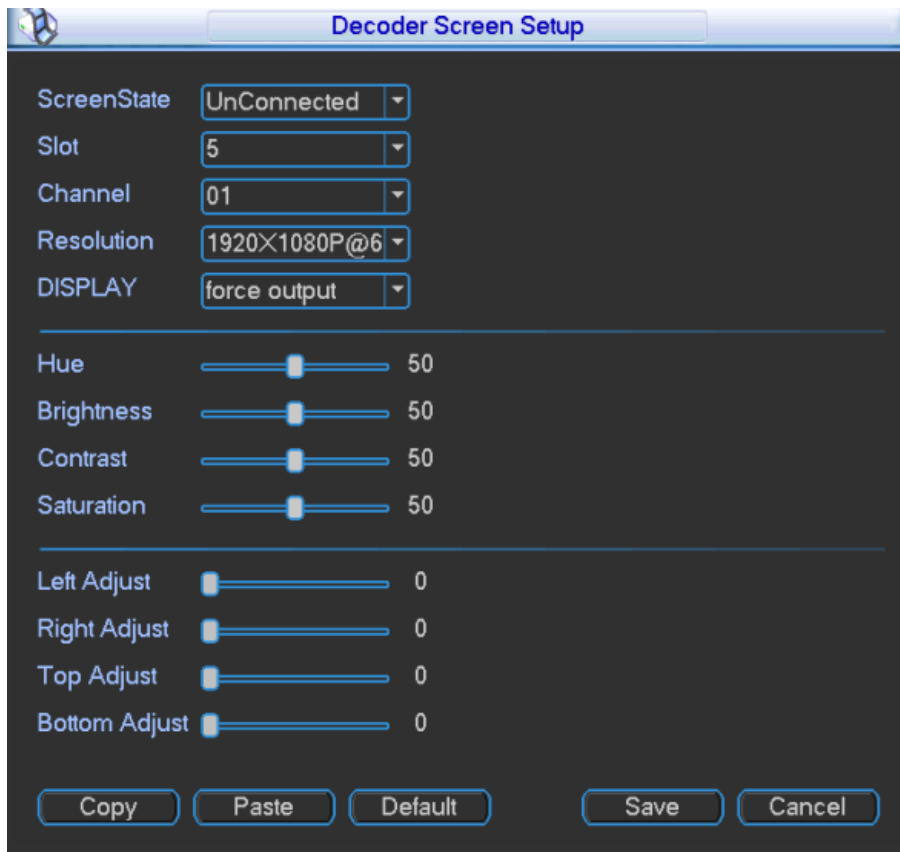 Decoder Screen Setup
ScreenState UnConnected
Slot 5
Channel 01
Resolution 1920×1080P@6
DISPLAY force output
Hue 50
Brightness 50
Contrast 50
Saturation 50
Left Adjust 0
Right Adjust 0
Top Adjust 0
Bottom Adjust 0
Copy Paste Default Save Cancel